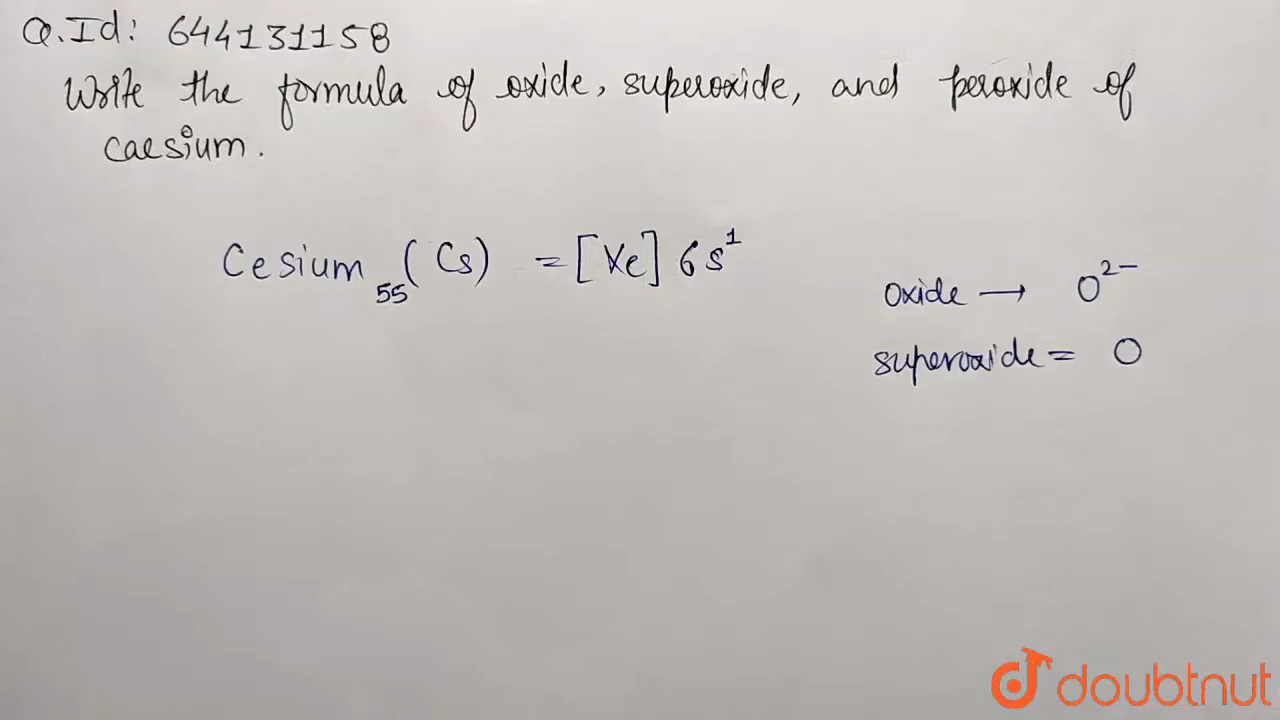 Q.Id: 644131158
Write the formula of oxide, superoxide, and peroxide of
caesium.
Cesium ₅₅(Cs) = [Xe] 6s¹
oxide → O²⁻
superoxide = O
doubtnut